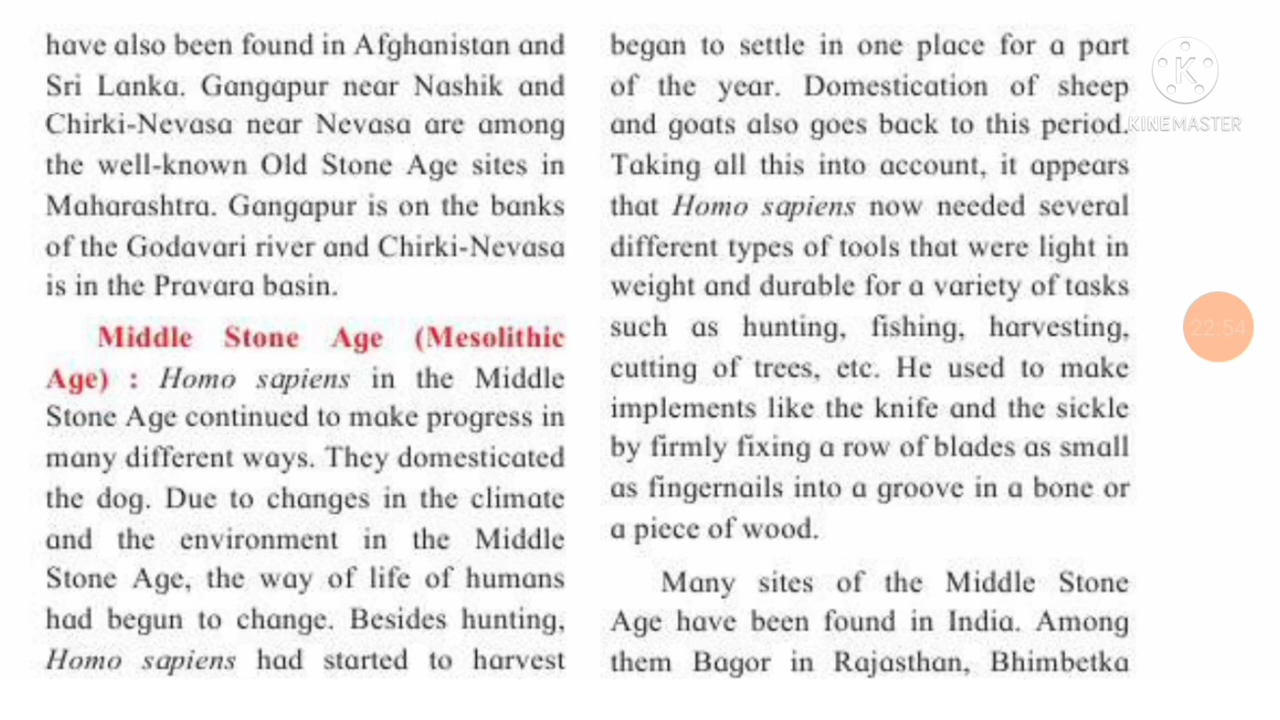 have also been found in Afghanistan and
Sri Lanka. Gangapur near Nashik and
Chirki-Nevasa near Nevasa are among
the well-known Old Stone Age sites in
Maharashtra. Gangapur is on the banks
of the Godavari river and Chirki-Nevasa
is in the Pravara basin.
Middle Stone Age (Mesolithic
Age) : Homo sapiens in the Middle
Stone Age continued to make progress in
many different ways. They domesticated
the dog. Due to changes in the climate
and the environment in the Middle
Stone Age, the way of life of humans
had begun to change. Besides hunting,
Homo sapiens had started to harvest
began to settle in one place for a part
of the year. Domestication of sheep
and goats also goes back to this period.
Taking all this into account, it appears
that Homo sapiens now needed several
different types of tools that were light in
weight and durable for a variety of tasks
such as hunting, fishing, harvesting,
cutting of trees, etc. He used to make
implements like the knife and the sickle
by firmly fixing a row of blades as small
as fingernails into a groove in a bone or
a piece of wood.
Many sites of the Middle Stone
Age have been found in India. Among
them Bagor in Rajasthan, Bhimbetka
K
KINEMASTER
22:54